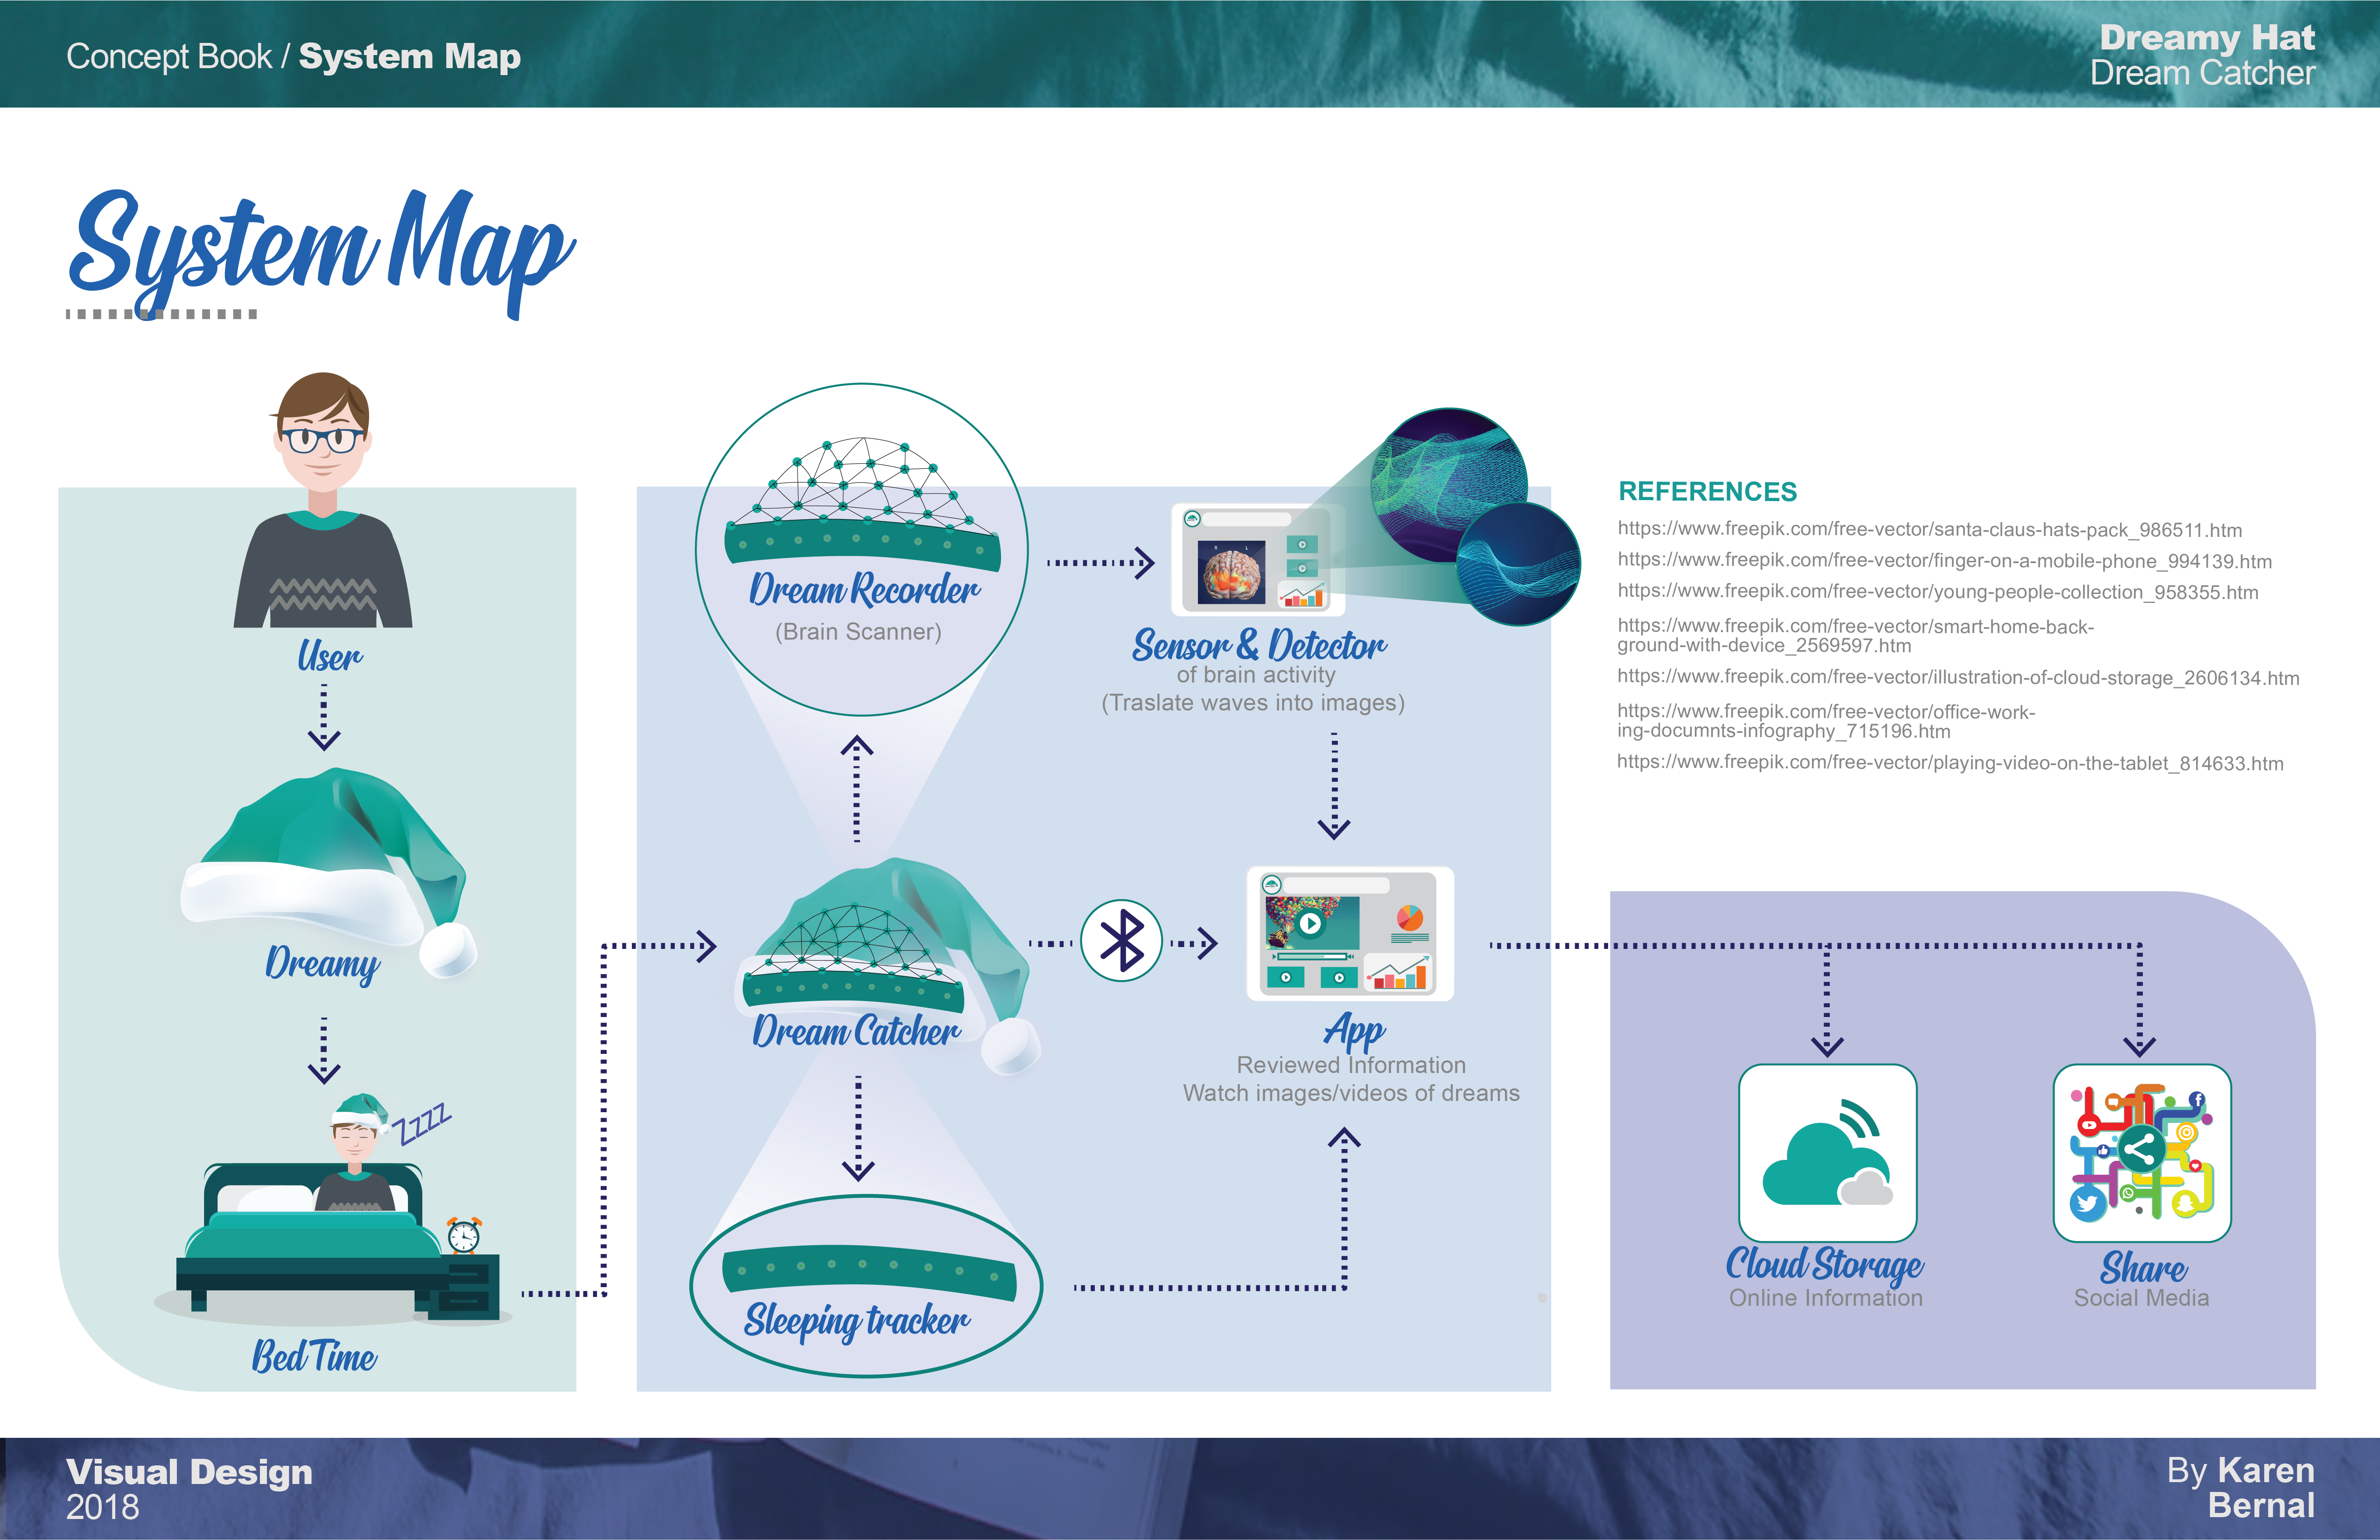 Concept Book / System Map
Dreamy Hat
Dream Catcher
System Map
User
Dreamy
ZZZZ
Bed Time
Dream Recorder
(Brain Scanner)
Sensor & Detector
of brain activity
(Traslate waves into images)
Dream Catcher
App
Reviewed Information
Watch images/videos of dreams
Sleeping tracker
REFERENCES
https://www.freepik.com/free-vector/santa-claus-hats-pack_986511.htm
https://www.freepik.com/free-vector/finger-on-a-mobile-phone_994139.htm
https://www.freepik.com/free-vector/young-people-collection_958355.htm
https://www.freepik.com/free-vector/smart-home-back-
ground-with-device_2569597.htm
https://www.freepik.com/free-vector/illustration-of-cloud-storage_2606134.htm
https://www.freepik.com/free-vector/office-work-
ing-documnts-infography_715196.htm
https://www.freepik.com/free-vector/playing-video-on-the-tablet_814633.htm
Cloud Storage
Online Information
Share
Social Media
Visual Design
2018
By Karen
Bernal